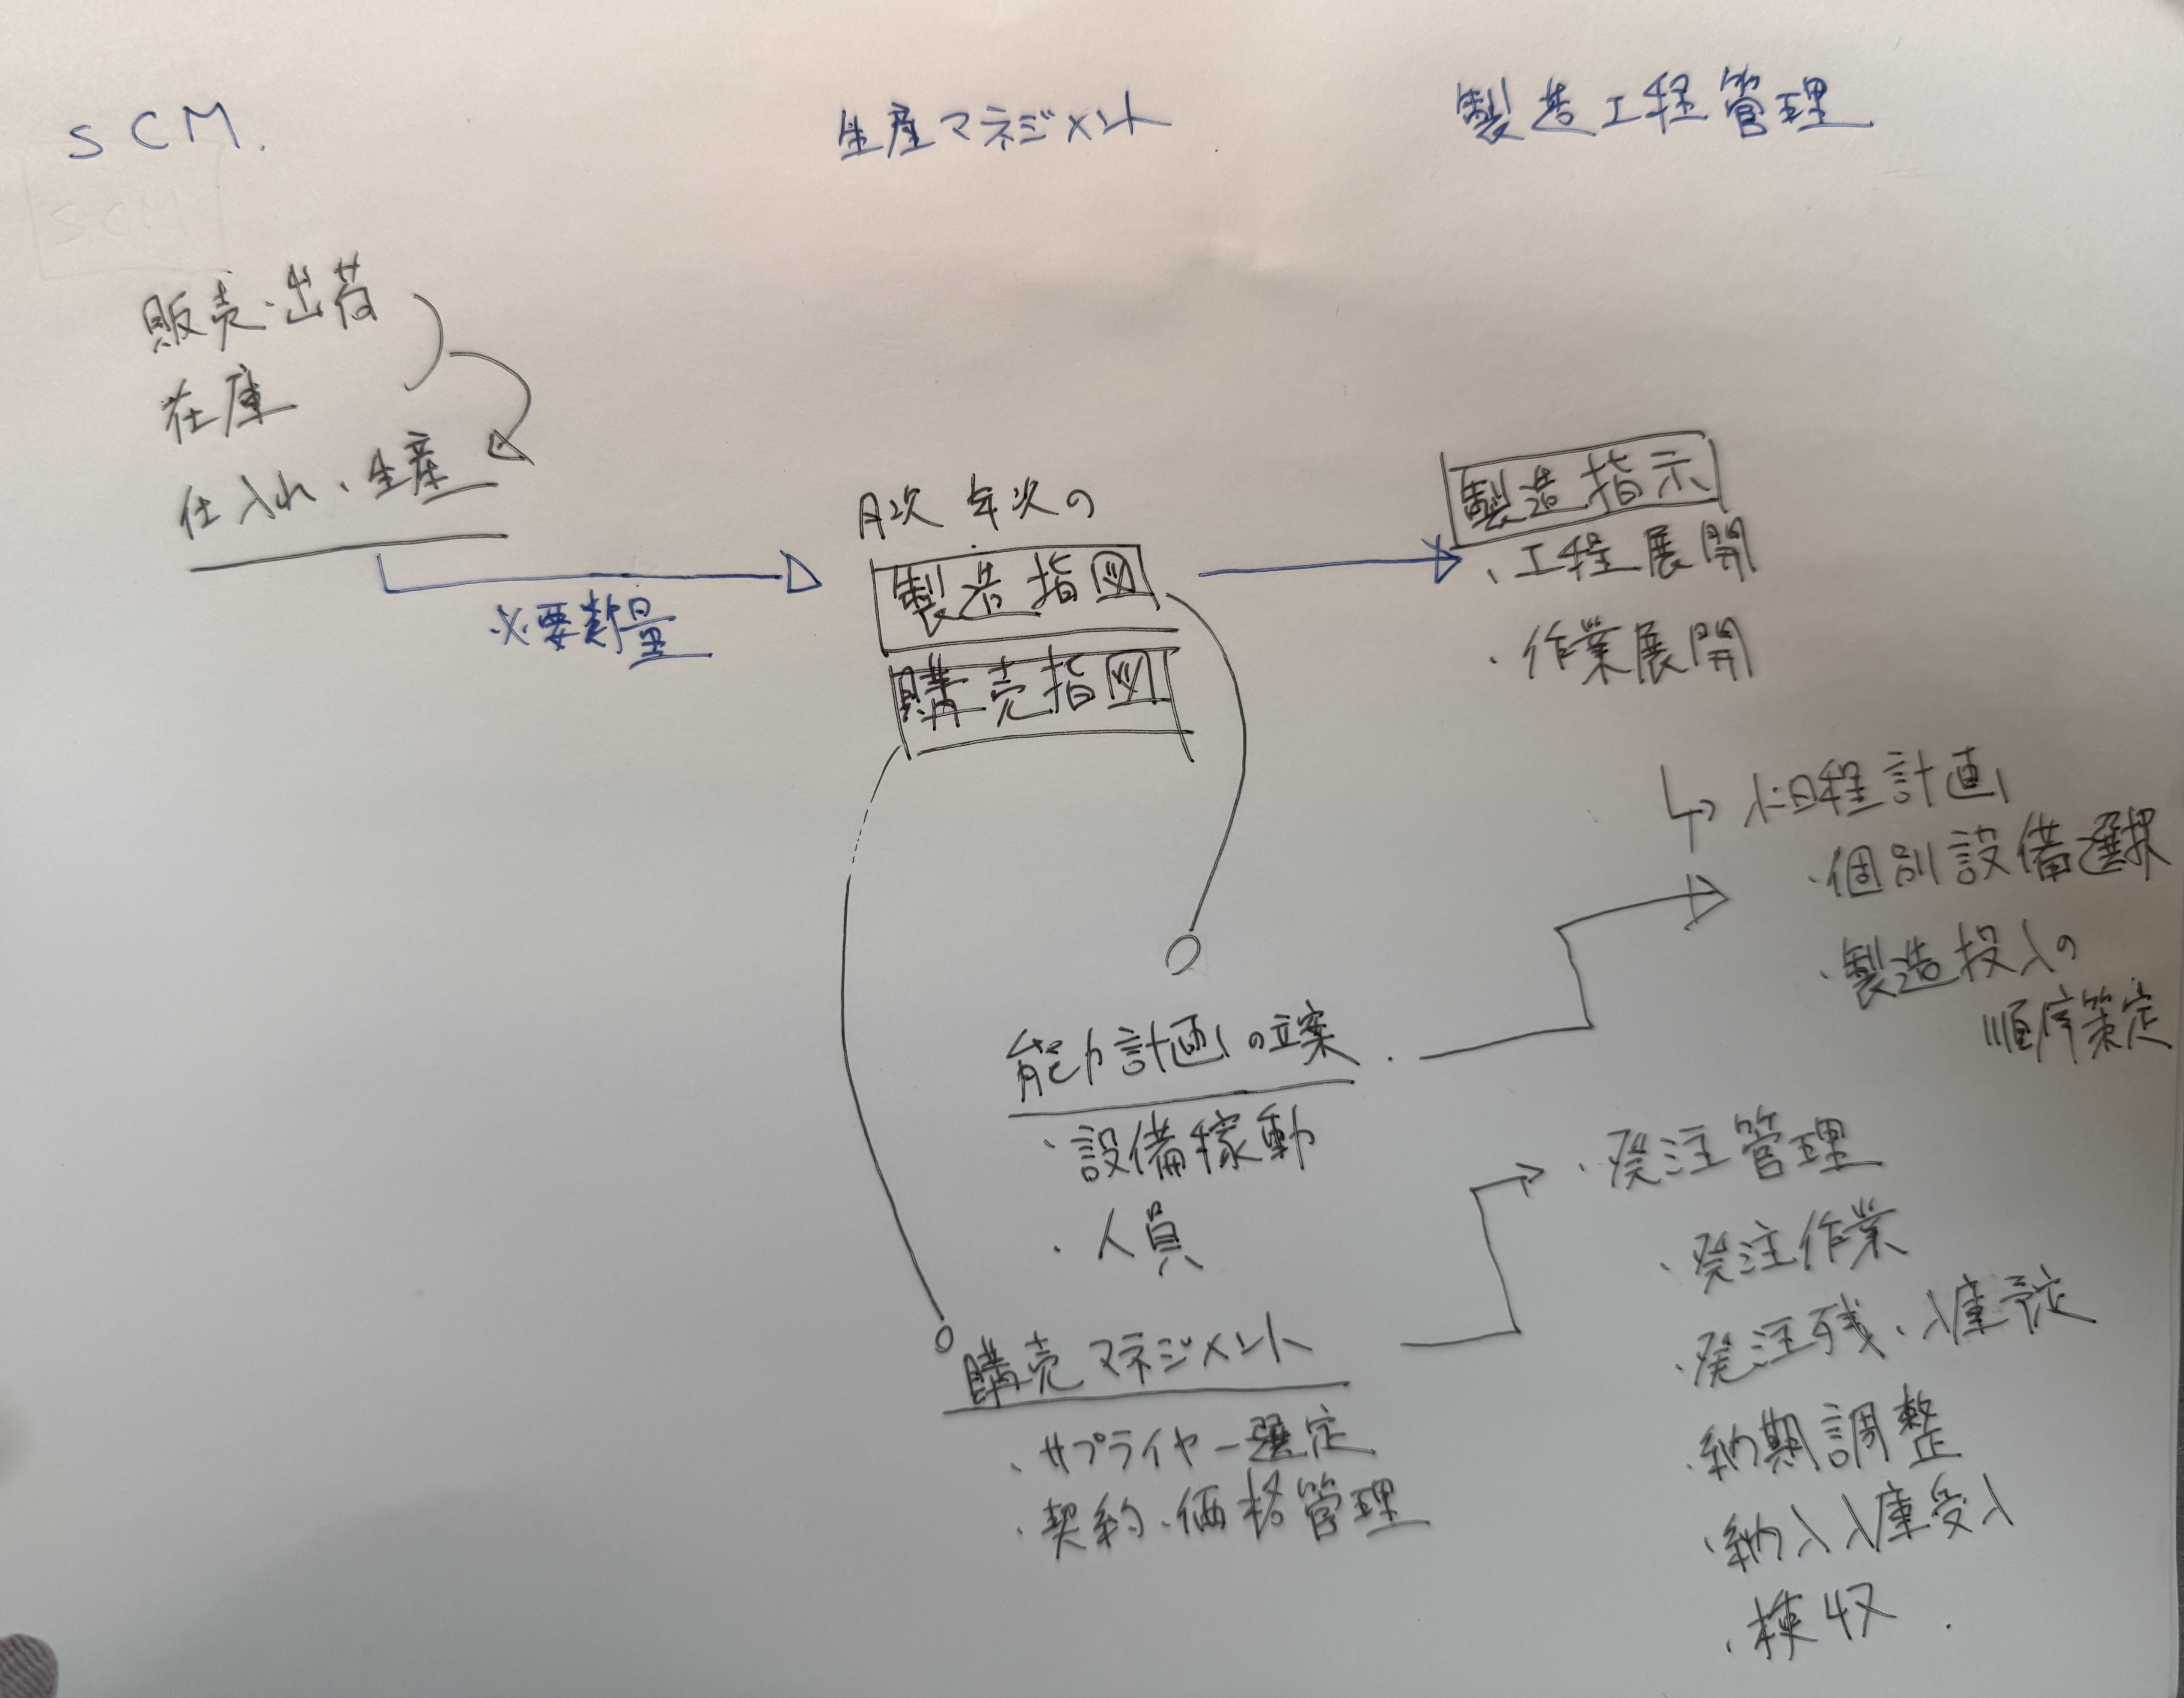 SCM.
SCM
販売・出荷
在庫
仕入れ、生産
必要数量
生産マネジメント
月次 年次の
製造指図
購売指図
能力計画の立案
・設備稼動
・人員
購売マネジメント
・サプライヤー選定
・契約、価格管理
製造工程管理
製造指示
・工程展開
・作業展開
小日程計画
・個別設備選択
・製造投入の
順序策定
・発注管理
・発注作業
・発注残、入庫予定
・納期調整
・納入入庫受入
・検収